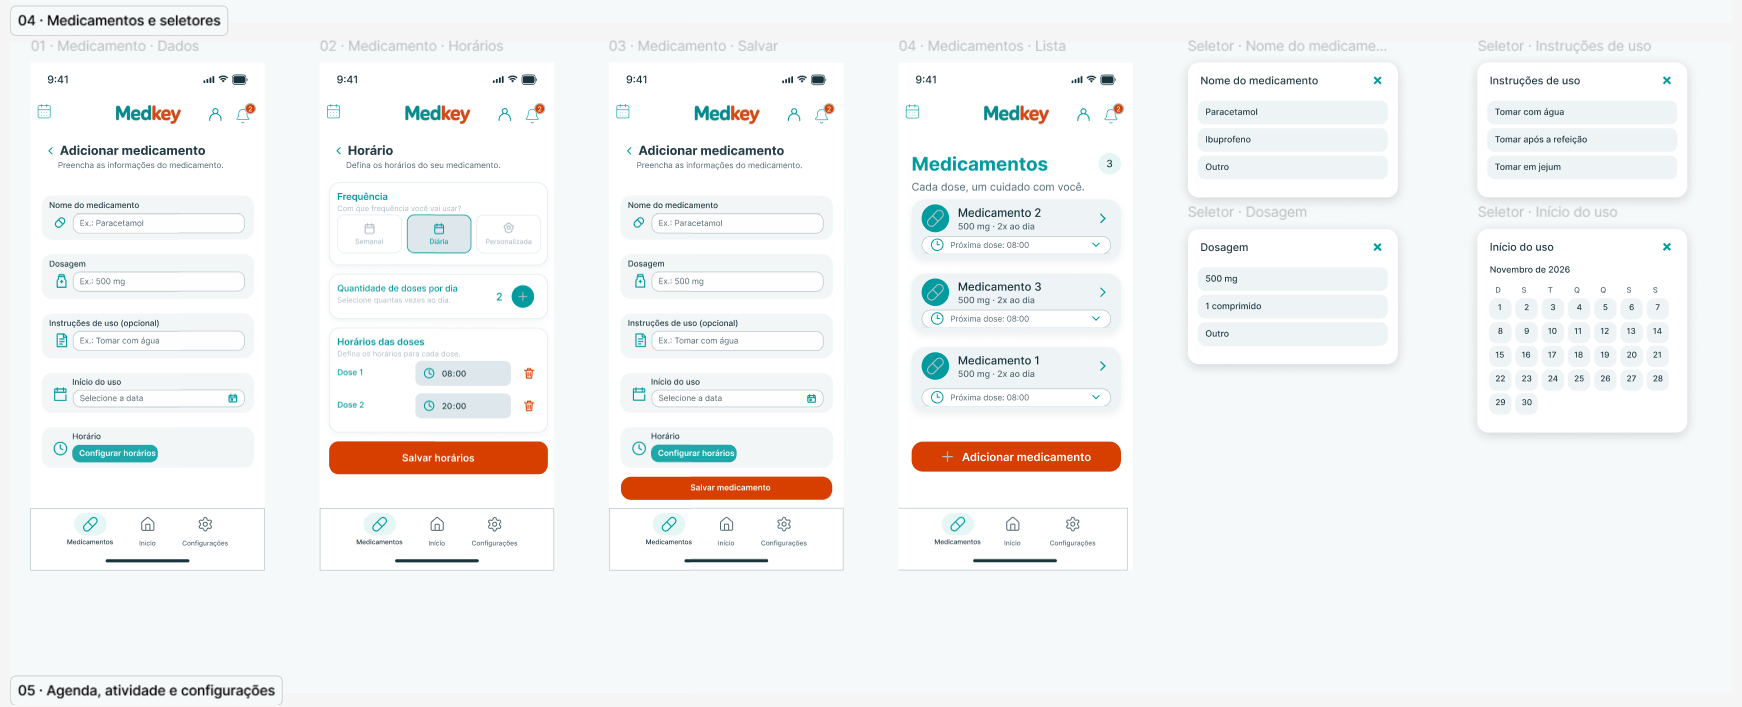 04 · Medicamentos e seletores
01 · Medicamento · Dados
9:41
Medkey
2
Adicionar medicamento
Preencha as informações do medicamento.
Nome do medicamento
Ex.: Paracetamol
Dosagem
Ex.: 500 mg
Instruções de uso (opcional)
Ex.: Tomar com água
Início do uso
Selecione a data
Horário
Configurar horários
Medicamentos
Início
Configurações
02 · Medicamento · Horários
9:41
Medkey
2
Horário
Defina os horários do seu medicamento.
Frequência
Com que frequência você vai usar?
Semanal
Diária
Personalizada
Quantidade de doses por dia
Selecione quantas vezes ao dia.
2
Horários das doses
Defina os horários para cada dose.
Dose 1
08:00
Dose 2
20:00
Salvar horários
Medicamentos
Início
Configurações
03 · Medicamento · Salvar
9:41
Medkey
2
Adicionar medicamento
Preencha as informações do medicamento.
Nome do medicamento
Ex.: Paracetamol
Dosagem
Ex.: 500 mg
Instruções de uso (opcional)
Ex.: Tomar com água
Início do uso
Selecione a data
Horário
Configurar horários
Salvar medicamento
Medicamentos
Início
Configurações
04 · Medicamentos · Lista
9:41
Medkey
2
Medicamentos
3
Cada dose, um cuidado com você.
Medicamento 2
500 mg · 2x ao dia
Próxima dose: 08:00
Medicamento 3
500 mg · 2x ao dia
Próxima dose: 08:00
Medicamento 1
500 mg · 2x ao dia
Próxima dose: 08:00
Adicionar medicamento
Medicamentos
Início
Configurações
Seletor · Nome do medicame...
Nome do medicamento
Paracetamol
Ibuprofeno
Outro
Seletor · Dosagem
Dosagem
500 mg
1 comprimido
Outro
Seletor · Instruções de uso
Instruções de uso
Tomar com água
Tomar após a refeição
Tomar em jejum
Seletor · Início do uso
Início do uso
Novembro de 2026
D S T Q Q S S
1 2 3 4 5 6 7
8 9 10 11 12 13 14
15 16 17 18 19 20 21
22 23 24 25 26 27 28
29 30
05 · Agenda, atividade e configurações